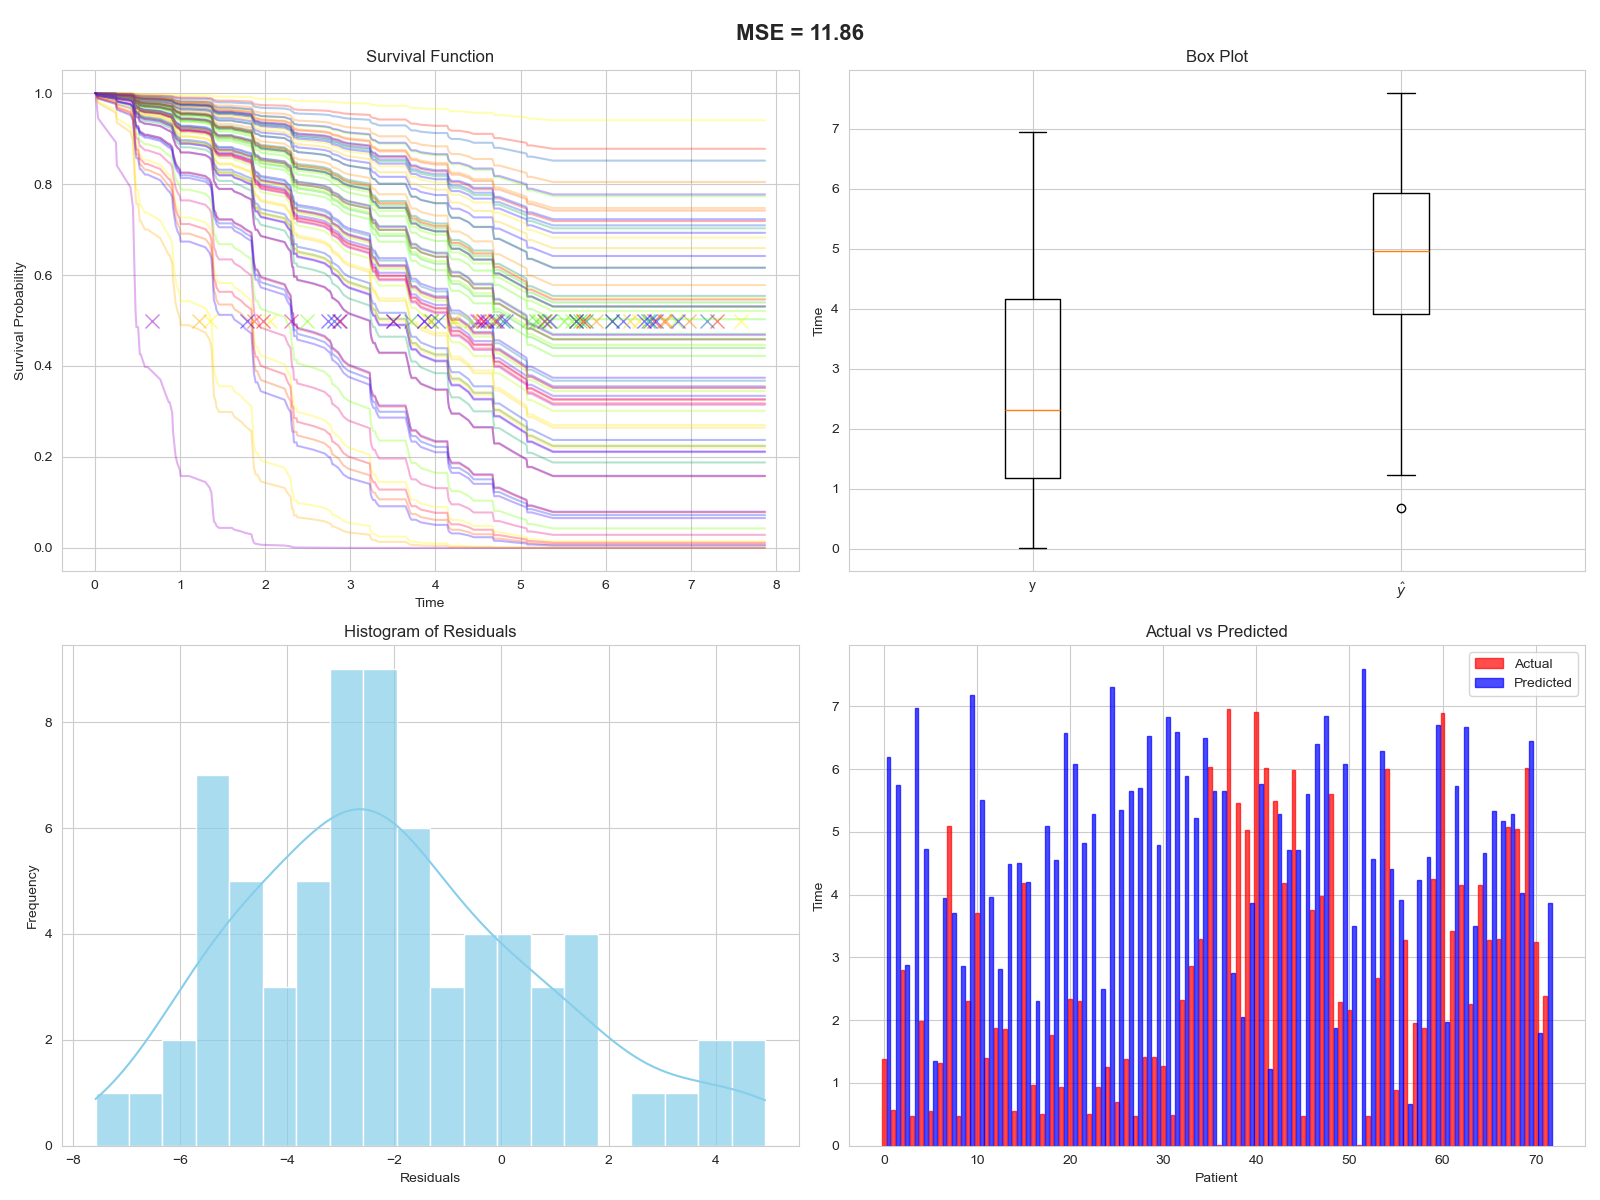 MSE = 11.86
Survival Function
1.0
0.8
0.6
0.4
0.2
0.0
Survival Probability
0 1 2 3 4 5 6 7 8
Time
Box Plot
7
6
5
4
3
2
1
0
Time
y ŷ
Histogram of Residuals
8
6
4
2
0
Frequency
−8 −6 −4 −2 0 2 4
Residuals
Actual vs Predicted
Actual
Predicted
7
6
5
4
3
2
1
0
Time
0 10 20 30 40 50 60 70
Patient